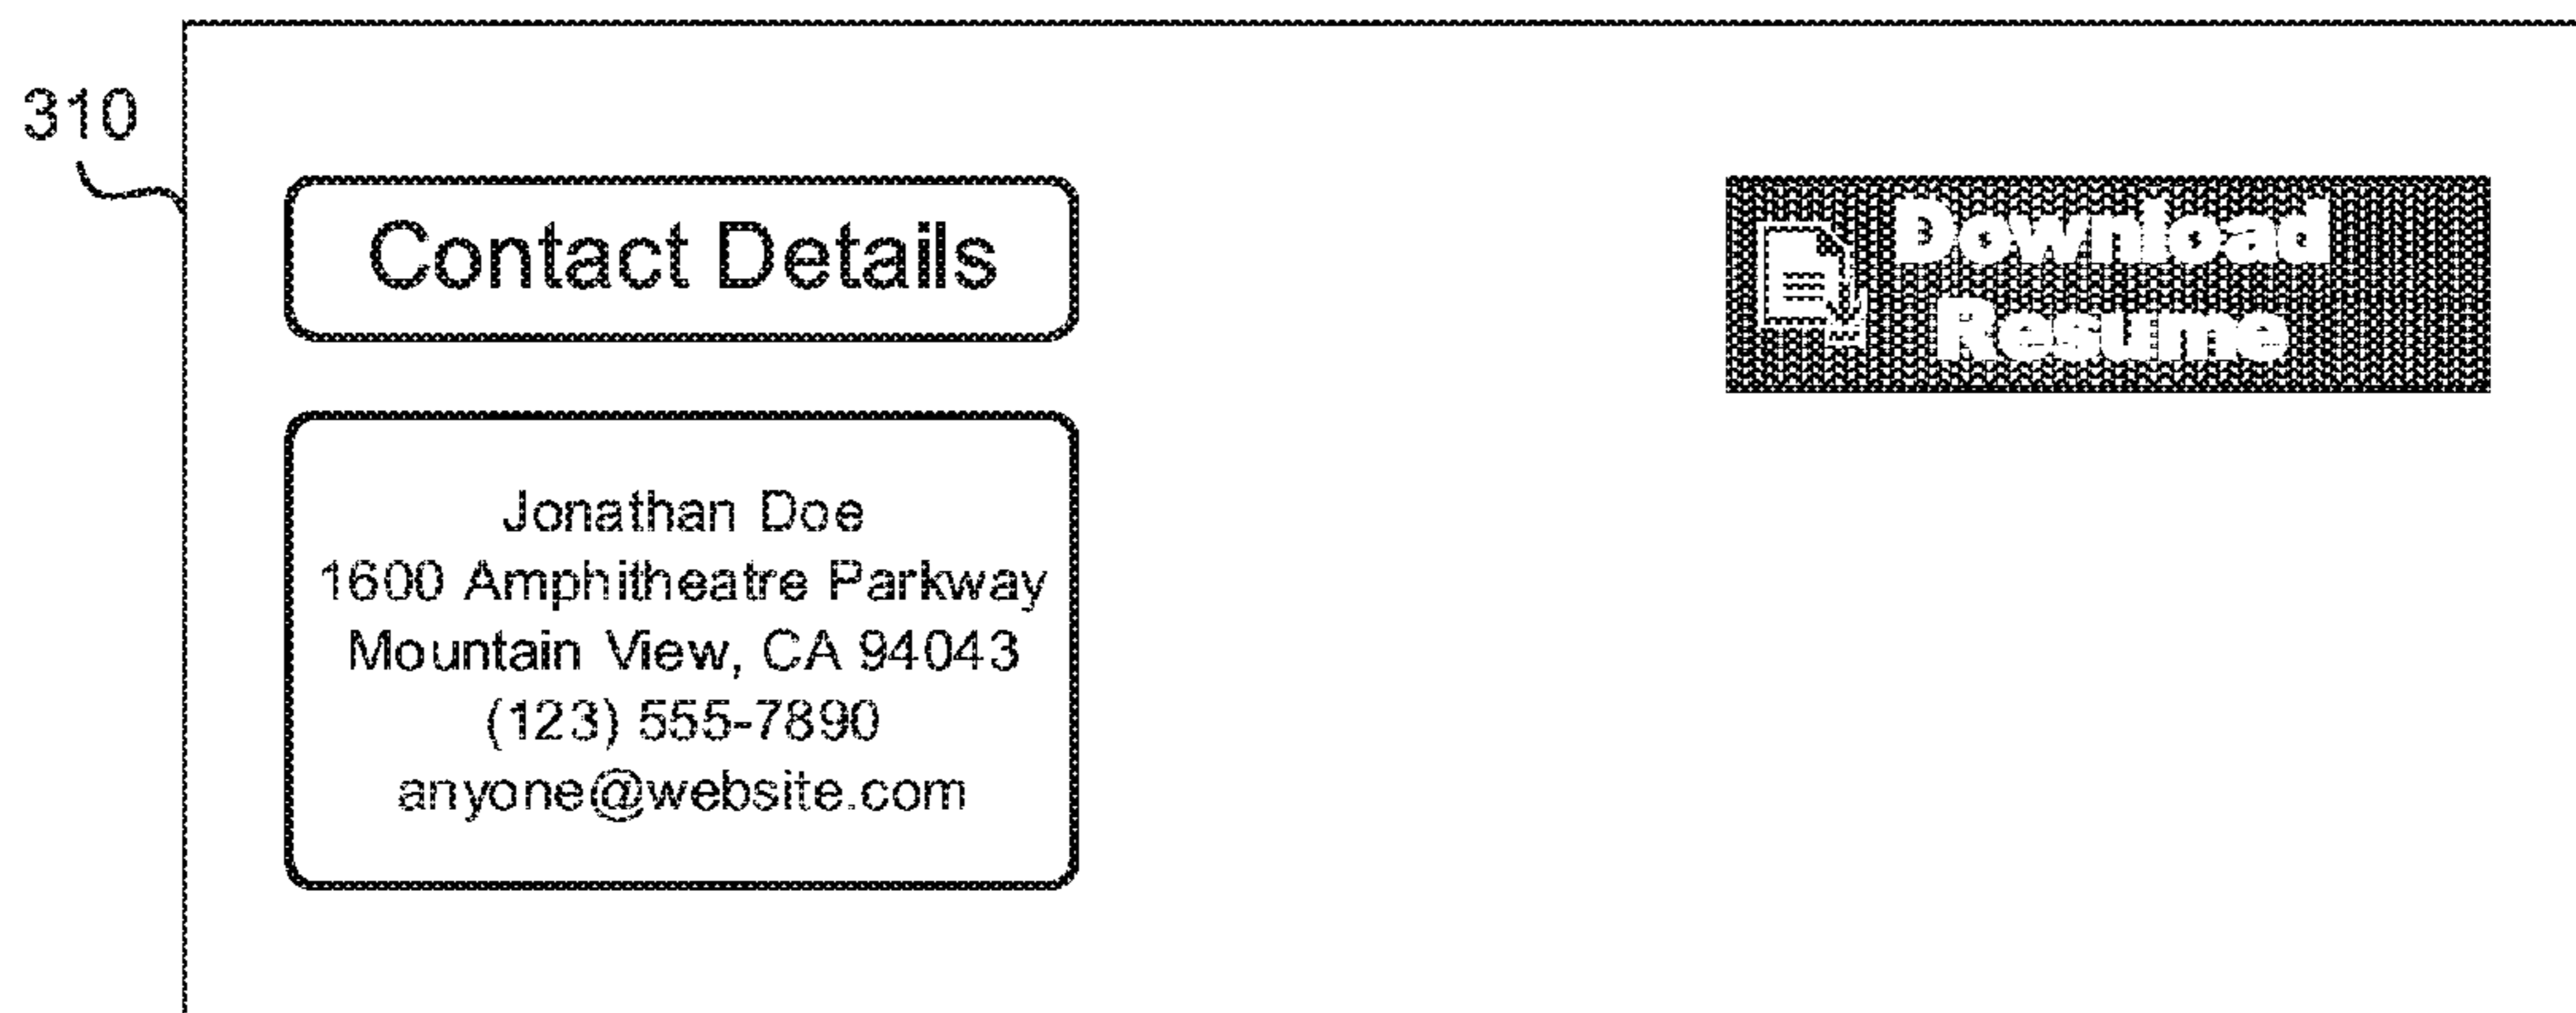 310
Contact Details
Download
Resume
Jonathan Doe
1600 Amphitheatre Parkway
Mountain View, CA 94043
(123) 555-7890
anyone@website.com